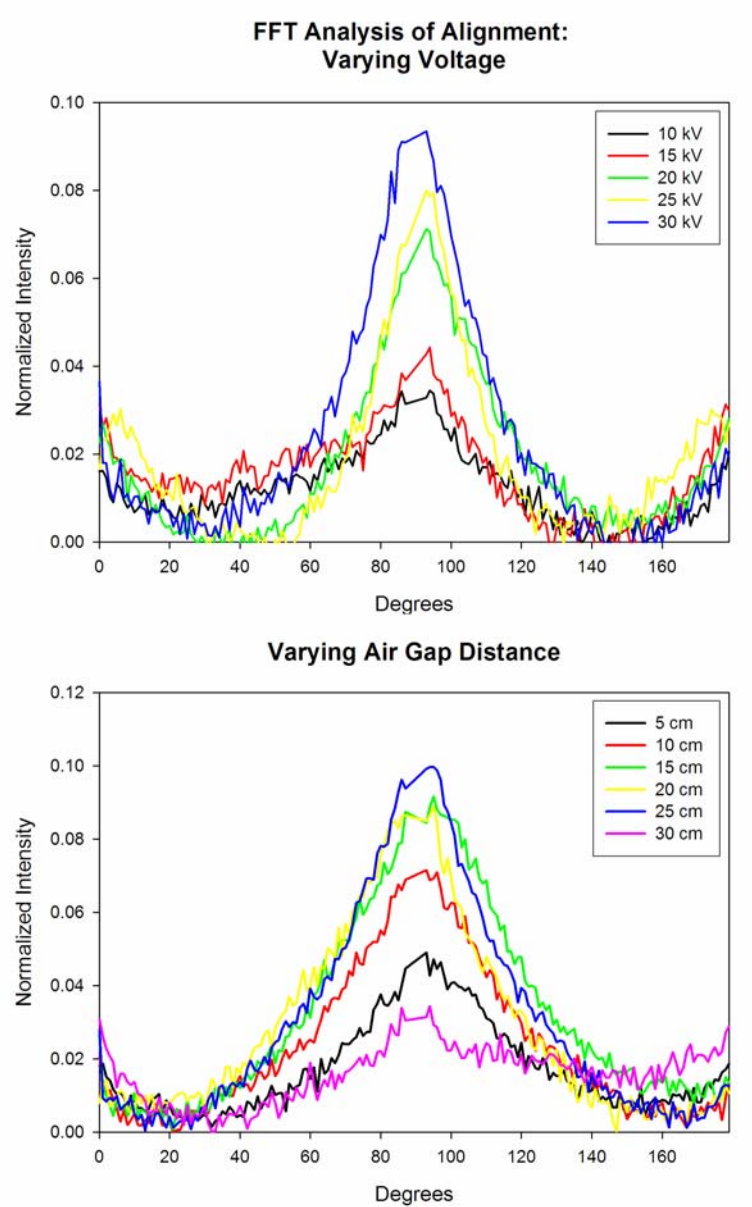 FFT Analysis of Alignment:
Varying Voltage
0.10
0.08
0.06
0.04
0.02
0.00
Normalized Intensity
10 kV
15 kV
20 kV
25 kV
30 kV
0 20 40 60 80 100 120 140 160
Degrees
Varying Air Gap Distance
0.12
0.10
0.08
0.06
0.04
0.02
0.00
Normalized Intensity
5 cm
10 cm
15 cm
20 cm
25 cm
30 cm
0 20 40 60 80 100 120 140 160
Degrees